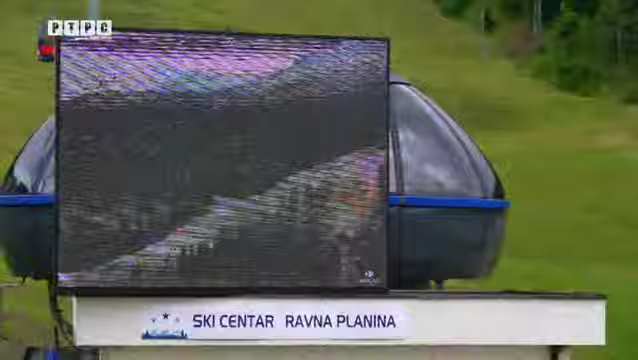 РТРС
SKI CENTAR RAVNA PLANINA